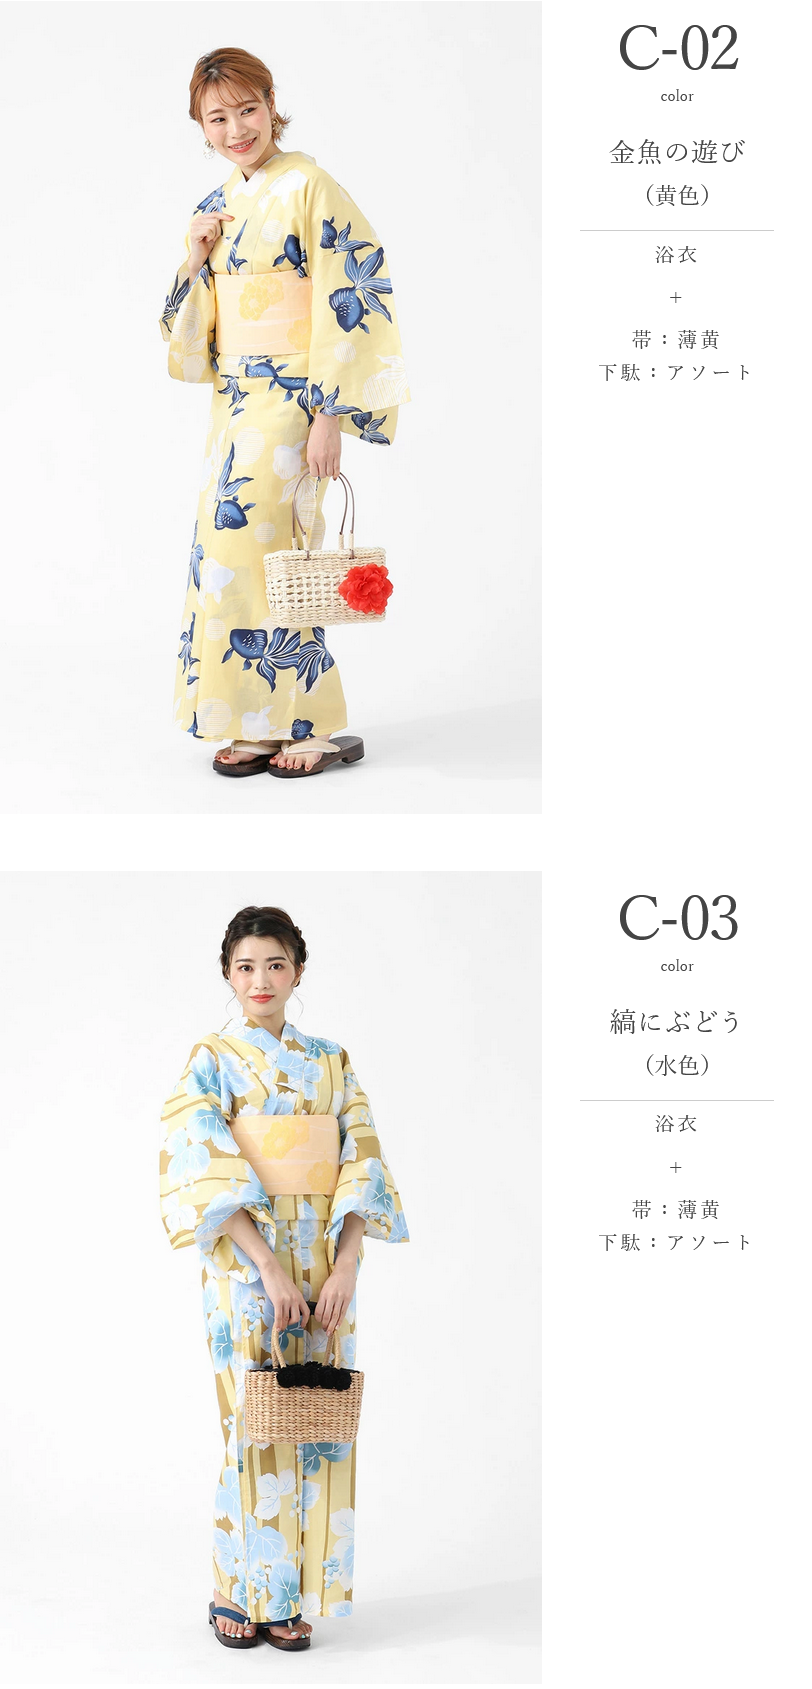 C-02
color
金魚の遊び
（黄色）
浴衣
+
帯：薄黄
下駄：アソート
C-03
color
縞にぶどう
（水色）
浴衣
+
帯：薄黄
下駄：アソート